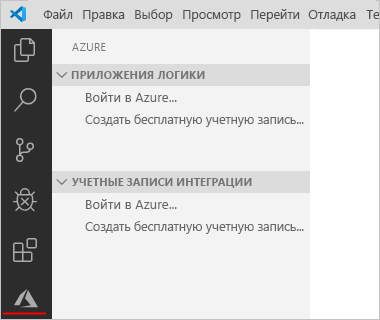 Файл Правка Выбор Просмотр Перейти Отладка
AZURE
ПРИЛОЖЕНИЯ ЛОГИКИ
Войти в Azure...
Создать бесплатную учетную запись...
УЧЕТНЫЕ ЗАПИСИ ИНТЕГРАЦИИ
Войти в Azure...
Создать бесплатную учетную запись...